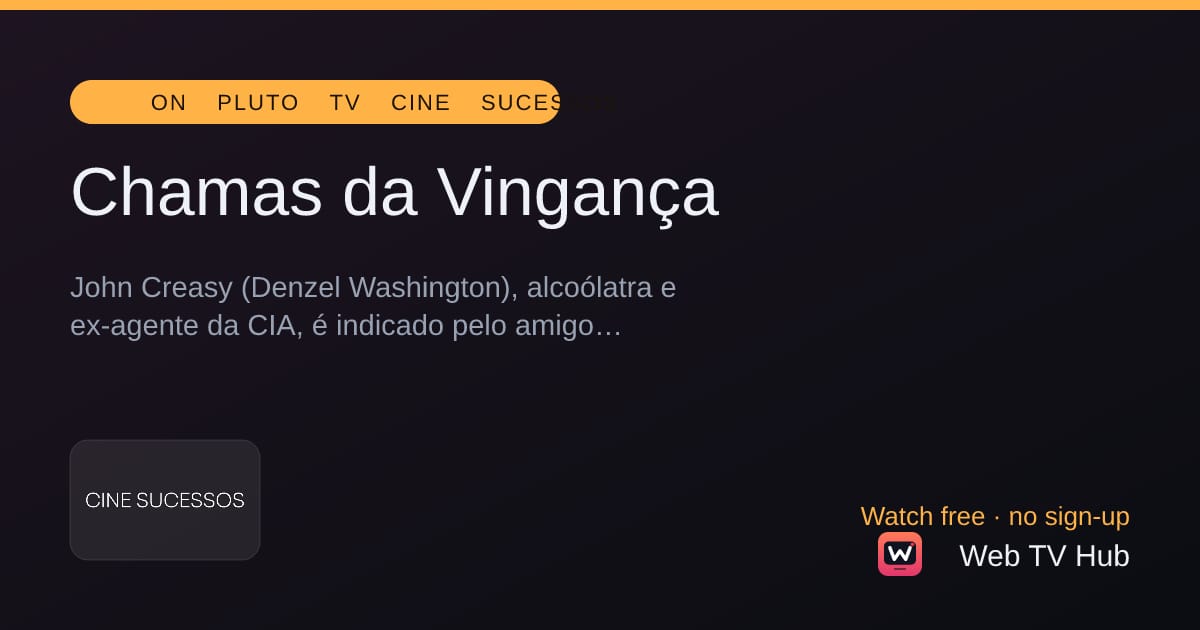 ON PLUTO TV CINE SUCES
Chamas da Vingança
John Creasy (Denzel Washington), alcoólatra e
ex-agente da CIA, é indicado pelo amigo…
CINE SUCESSOS
Watch free · no sign-up
W
Web TV Hub